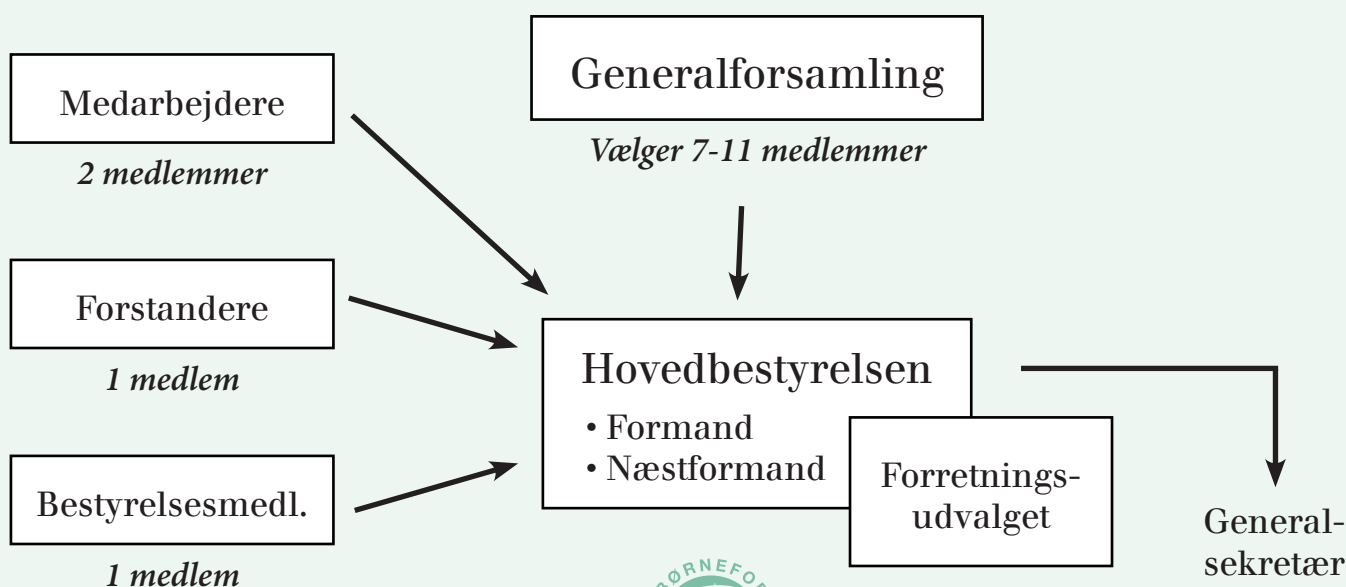 Medarbejdere
2 medlemmer
Generalforsamling
Vælger 7-11 medlemmer
Forstandere
1 medlem
Bestyrelsesmedl.
1 medlem
Hovedbestyrelsen
• Formand
• Næstformand
Forretnings-
udvalget
General-
sekretær